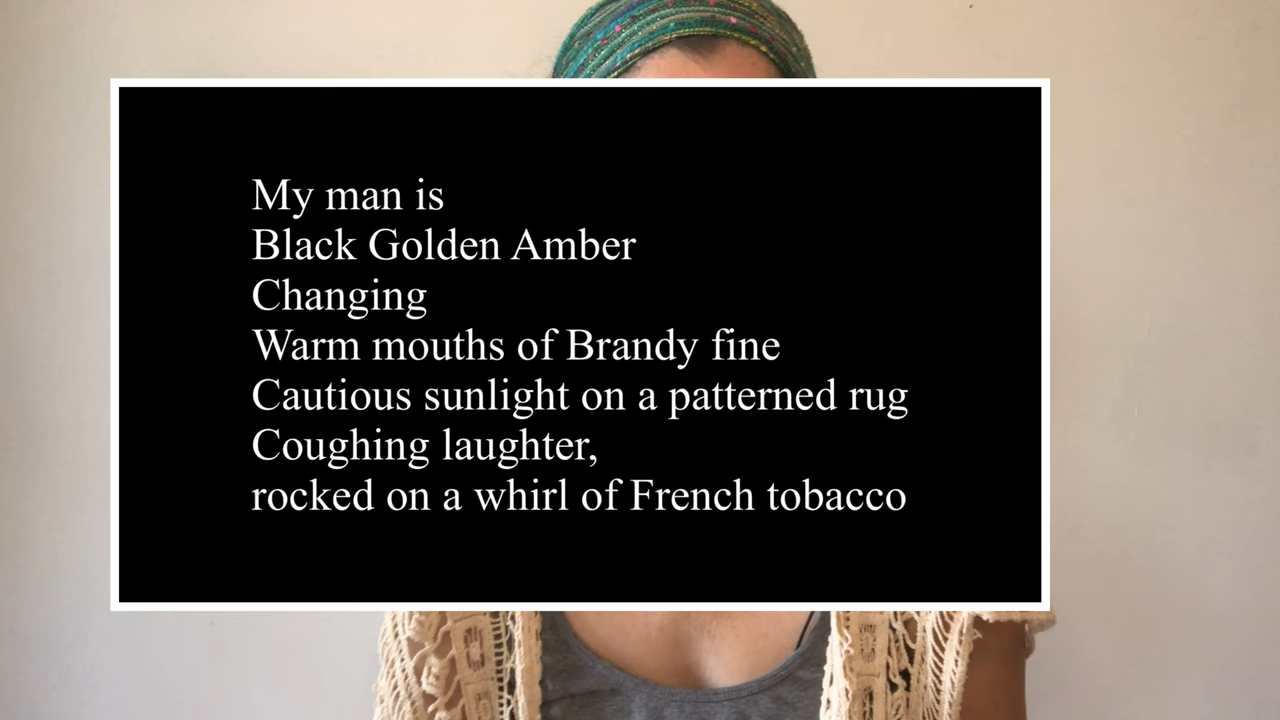 My man is
Black Golden Amber
Changing
Warm mouths of Brandy fine
Cautious sunlight on a patterned rug
Coughing laughter,
rocked on a whirl of French tobacco